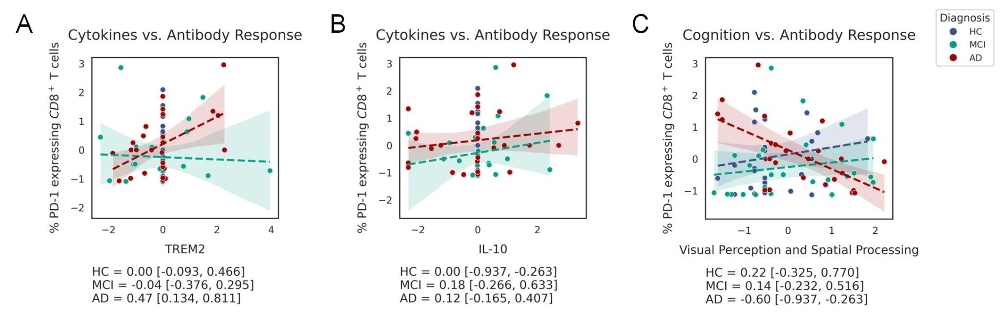 A
Cytokines vs. Antibody Response
% PD-1 expressing CD8⁺ T cells
3
2
1
0
−1
−2
−2 0 2 4
TREM2
HC = 0.00 [-0.093, 0.466]
MCI = -0.04 [-0.376, 0.295]
AD = 0.47 [0.134, 0.811]
B
Cytokines vs. Antibody Response
% PD-1 expressing CD8⁺ T cells
3
2
1
0
−1
−2
−2 0 2
IL-10
HC = 0.00 [-0.937, -0.263]
MCI = 0.18 [-0.266, 0.633]
AD = 0.12 [-0.165, 0.407]
C
Cognition vs. Antibody Response
% PD-1 expressing CD8⁺ T cells
3
2
1
0
−1
−1 0 1 2
Visual Perception and Spatial Processing
HC = 0.22 [-0.325, 0.770]
MCI = 0.14 [-0.232, 0.516]
AD = -0.60 [-0.937, -0.263]
Diagnosis
HC
MCI
AD